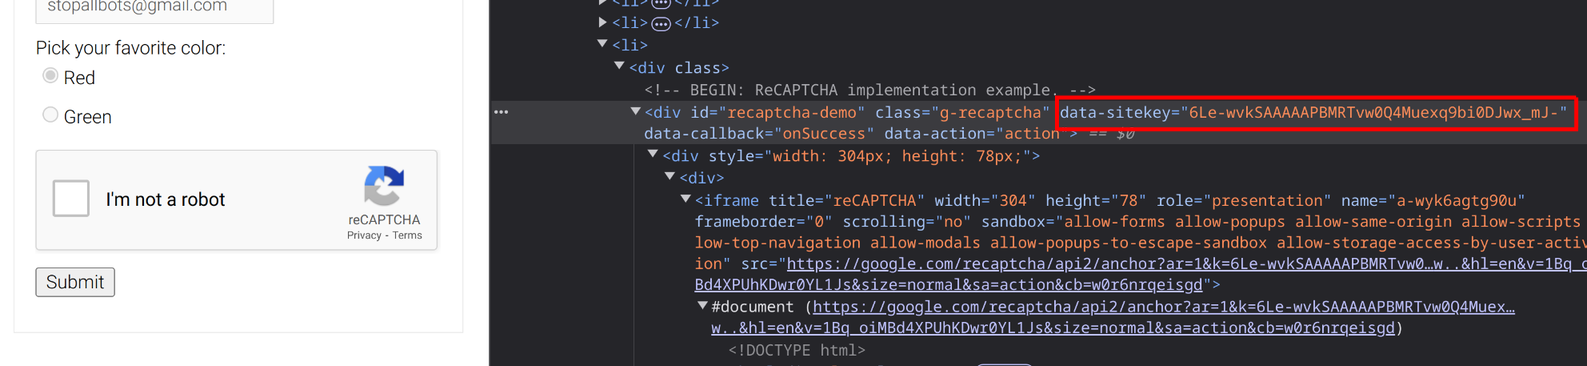 stopallbots@gmail.com
Pick your favorite color:
Red
Green
I'm not a robot
reCAPTCHA
Privacy - Terms
Submit
<li> ••• </li>
<li> ••• </li>
<li>
<div class>
<!-- BEGIN: ReCAPTCHA implementation example. -->
••• <div id="recaptcha-demo" class="g-recaptcha" data-sitekey="6Le-wvkSAAAAAPBMRTvw0Q4Muexq9bi0DJwx_mJ-"
data-callback="onSuccess" data-action="action"> == $0
<div style="width: 304px; height: 78px;">
<div>
<iframe title="reCAPTCHA" width="304" height="78" role="presentation" name="a-wyk6agtg90u"
frameborder="0" scrolling="no" sandbox="allow-forms allow-popups allow-same-origin allow-scripts
low-top-navigation allow-modals allow-popups-to-escape-sandbox allow-storage-access-by-user-activ
ion" src="https://google.com/recaptcha/api2/anchor?ar=1&k=6Le-wvkSAAAAAPBMRTvw0…w..&hl=en&v=1Bq_o
Bd4XPUhKDwr0YL1Js&size=normal&sa=action&cb=w0r6nrqeisgd">
#document (https://google.com/recaptcha/api2/anchor?ar=1&k=6Le-wvkSAAAAAPBMRTvw0Q4Muex…
w..&hl=en&v=1Bq_oiMBd4XPUhKDwr0YL1Js&size=normal&sa=action&cb=w0r6nrqeisgd)
<!DOCTYPE html>